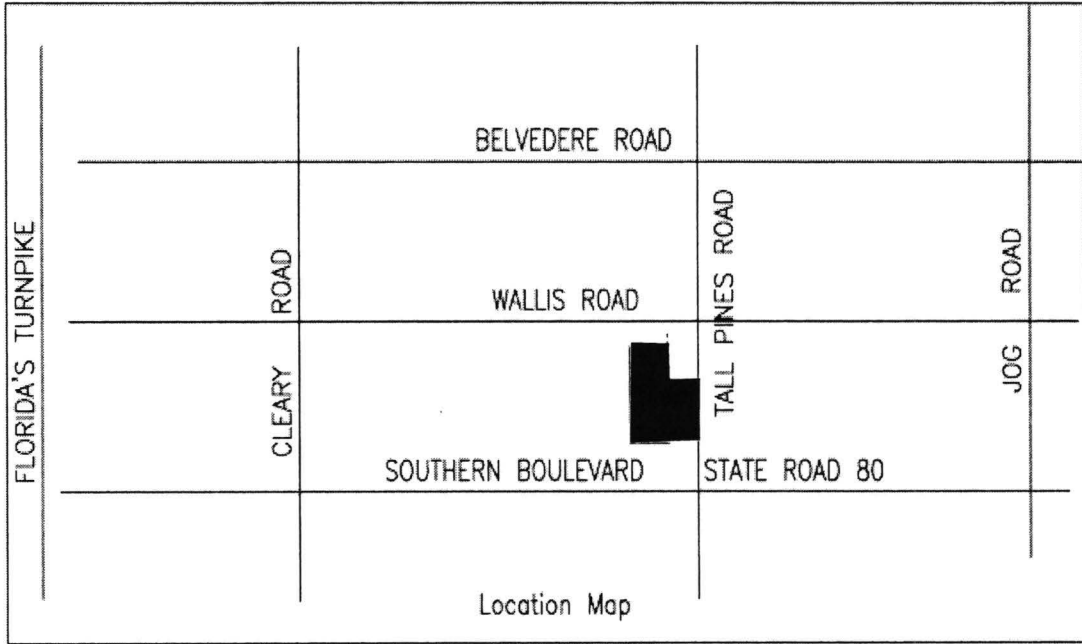 BELVEDERE ROAD
FLORIDA'S TURNPIKE
CLEARY ROAD
WALLIS ROAD
TALL PINES ROAD
JOG ROAD
SOUTHERN BOULEVARD
STATE ROAD 80
Location Map